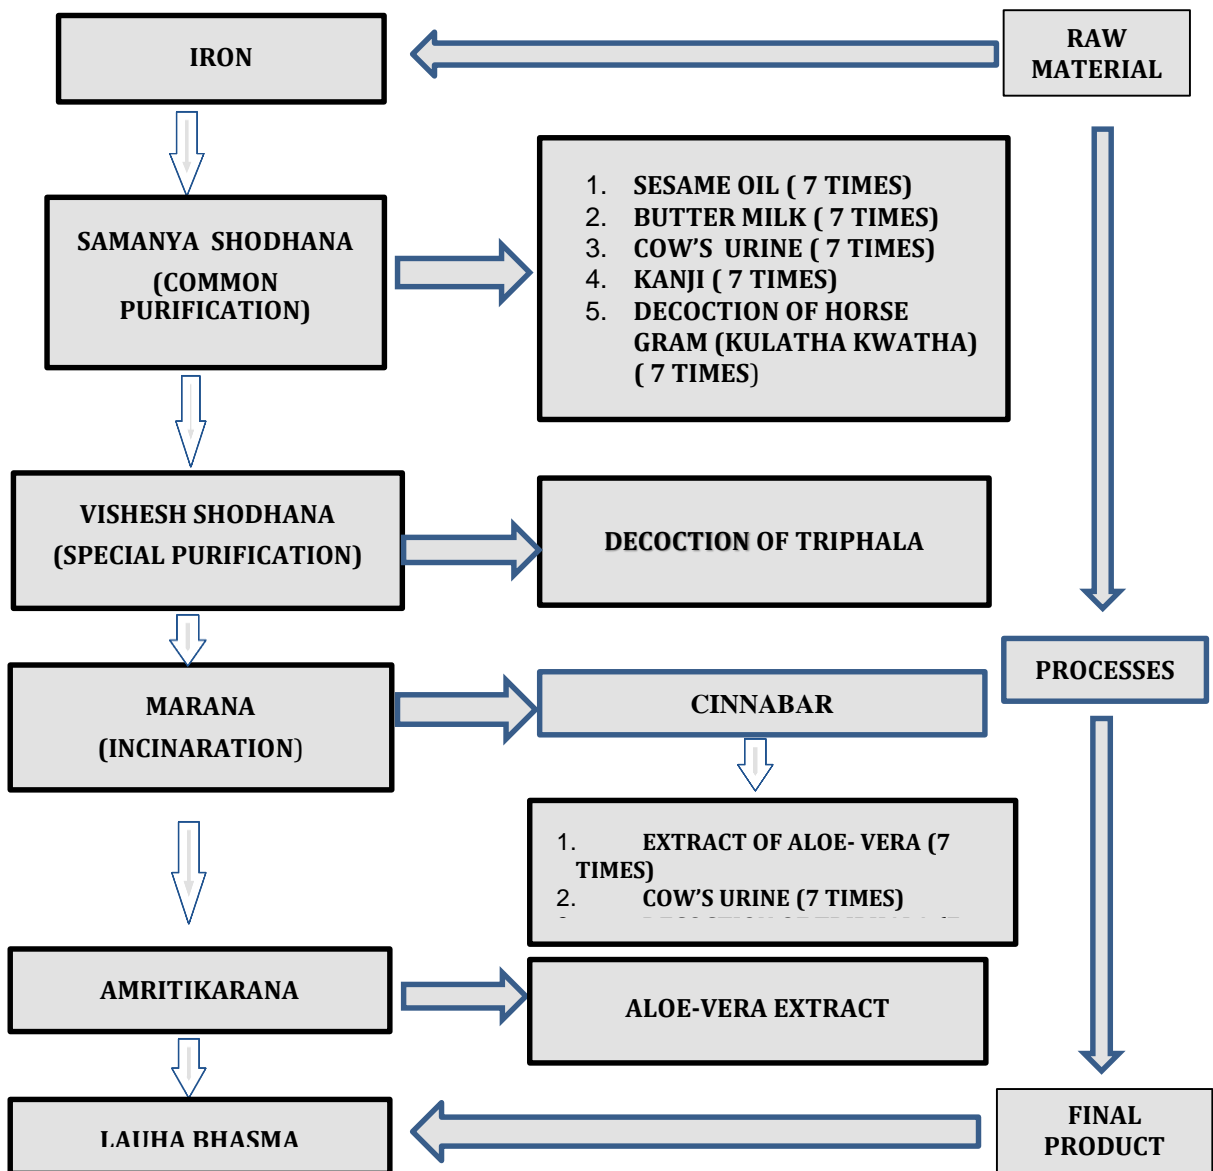 IRON
RAW
MATERIAL
SAMANYA SHODHANA
(COMMON
PURIFICATION)
1. SESAME OIL ( 7 TIMES)
2. BUTTER MILK ( 7 TIMES)
3. COW’S URINE ( 7 TIMES)
4. KANJI ( 7 TIMES)
5. DECOCTION OF HORSE
GRAM (KULATHA KWATHA)
( 7 TIMES)
VISHESH SHODHANA
(SPECIAL PURIFICATION)
DECOCTION OF TRIPHALA
PROCESSES
MARANA
(INCINARATION)
CINNABAR
1. EXTRACT OF ALOE- VERA (7
TIMES)
2. COW’S URINE (7 TIMES)
AMRITIKARANA
ALOE-VERA EXTRACT
LAUHA BHASMA
FINAL
PRODUCT